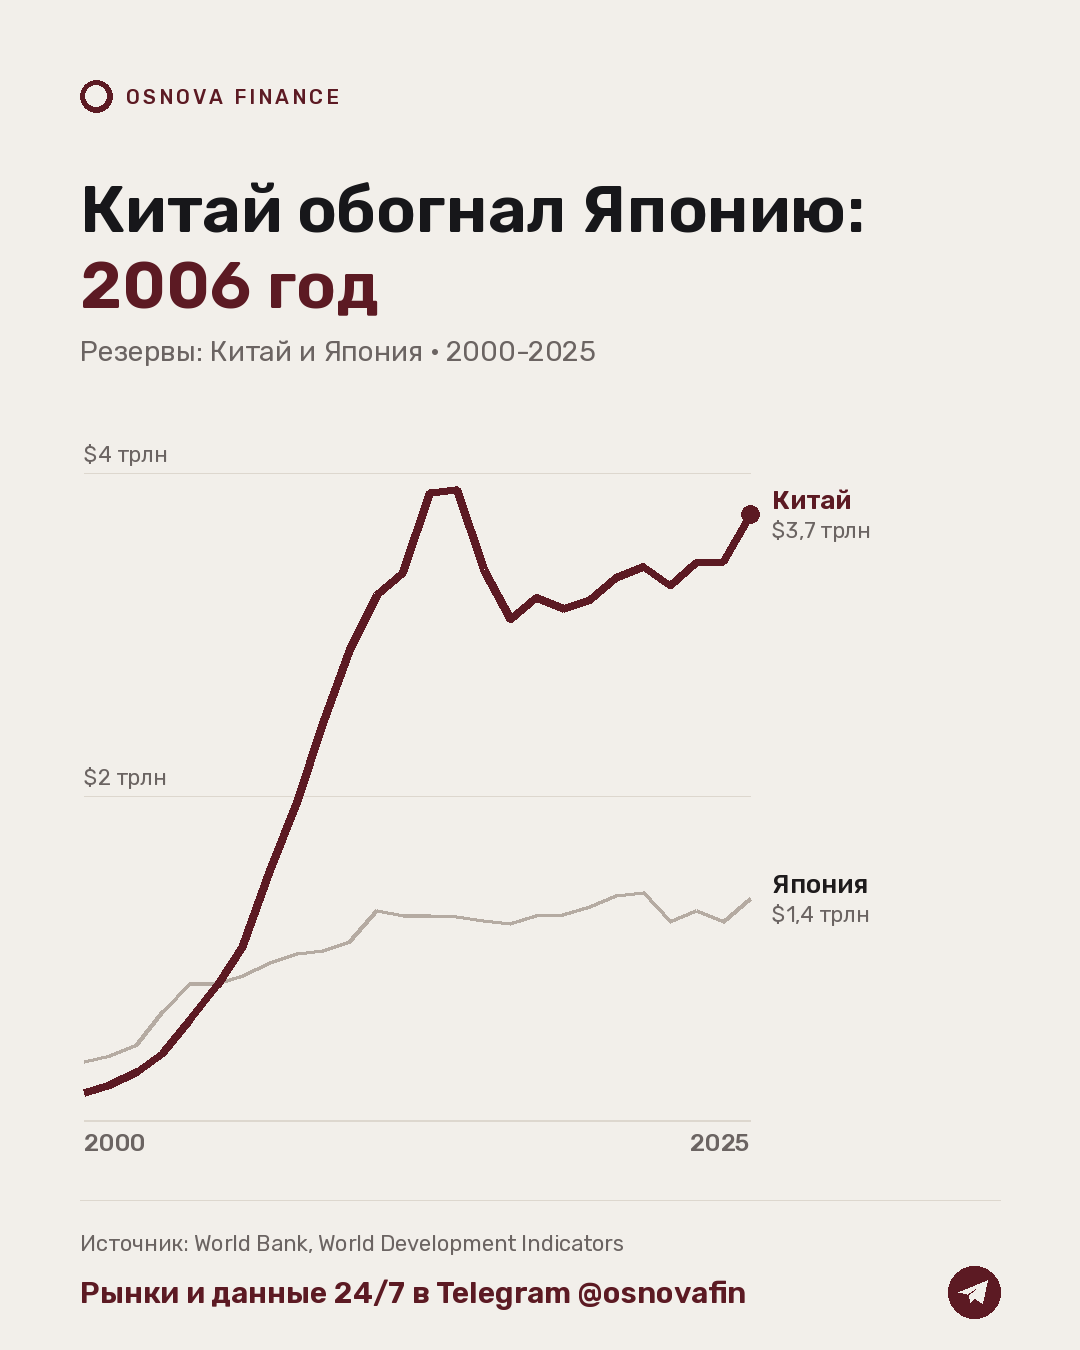 OSNOVA FINANCE
Китай обогнал Японию:
2006 год
Резервы: Китай и Япония • 2000-2025
$4 трлн
Китай
$3,7 трлн
$2 трлн
Япония
$1,4 трлн
2000
2025
Источник: World Bank, World Development Indicators
Рынки и данные 24/7 в Telegram @osnovafin